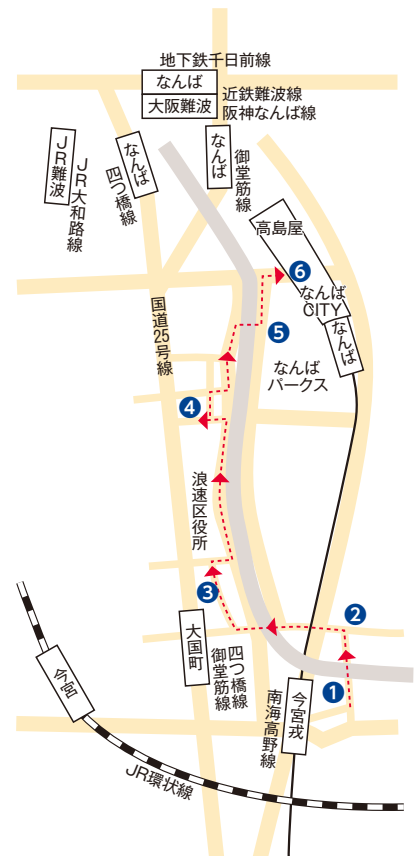 地下鉄千日前線
なんば
大阪難波
近鉄難波線
阪神なんば線
JR難波
JR大和路線
なんば
四つ橋線
なんば
御堂筋線
高島屋
6
なんば
CITY
なんば
国道25号線
5
なんば
パークス
4
浪速区役所
3
2
大国町
四つ橋線
御堂筋線
1
今宮戎
南海高野線
今宮
JR環状線